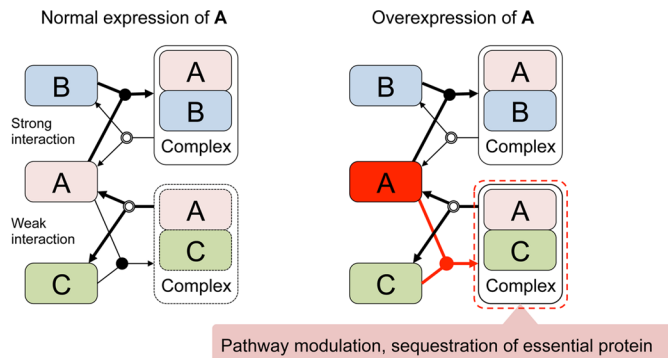 Normal expression of A
Overexpression of A
B
Strong
interaction
A
Weak
interaction
C
A
B
Complex
A
C
Complex
B
A
C
A
B
Complex
A
C
Complex
Pathway modulation, sequestration of essential protein